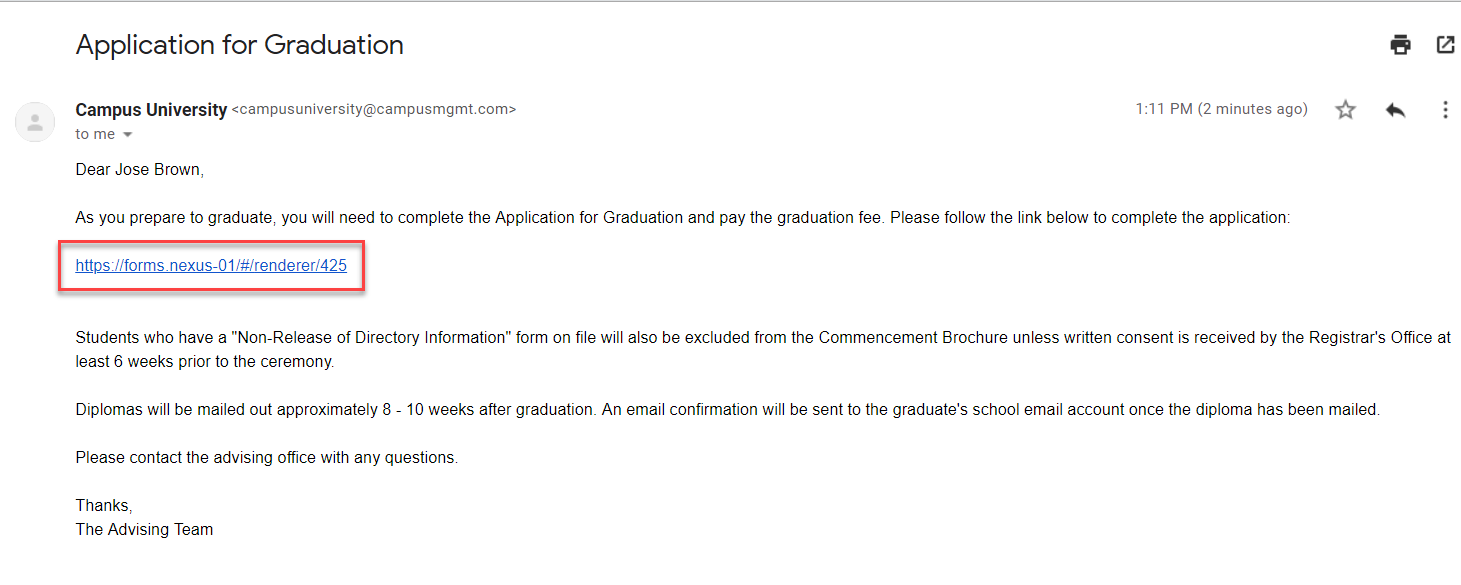 Application for Graduation
Campus University <campusuniversity@campusmgmt.com> 1:11 PM (2 minutes ago)
to me
Dear Jose Brown,
As you prepare to graduate, you will need to complete the Application for Graduation and pay the graduation fee. Please follow the link below to complete the application:
https://forms.nexus-01/#/renderer/425
Students who have a "Non-Release of Directory Information" form on file will also be excluded from the Commencement Brochure unless written consent is received by the Registrar's Office at
least 6 weeks prior to the ceremony.
Diplomas will be mailed out approximately 8 - 10 weeks after graduation. An email confirmation will be sent to the graduate's school email account once the diploma has been mailed.
Please contact the advising office with any questions.
Thanks,
The Advising Team